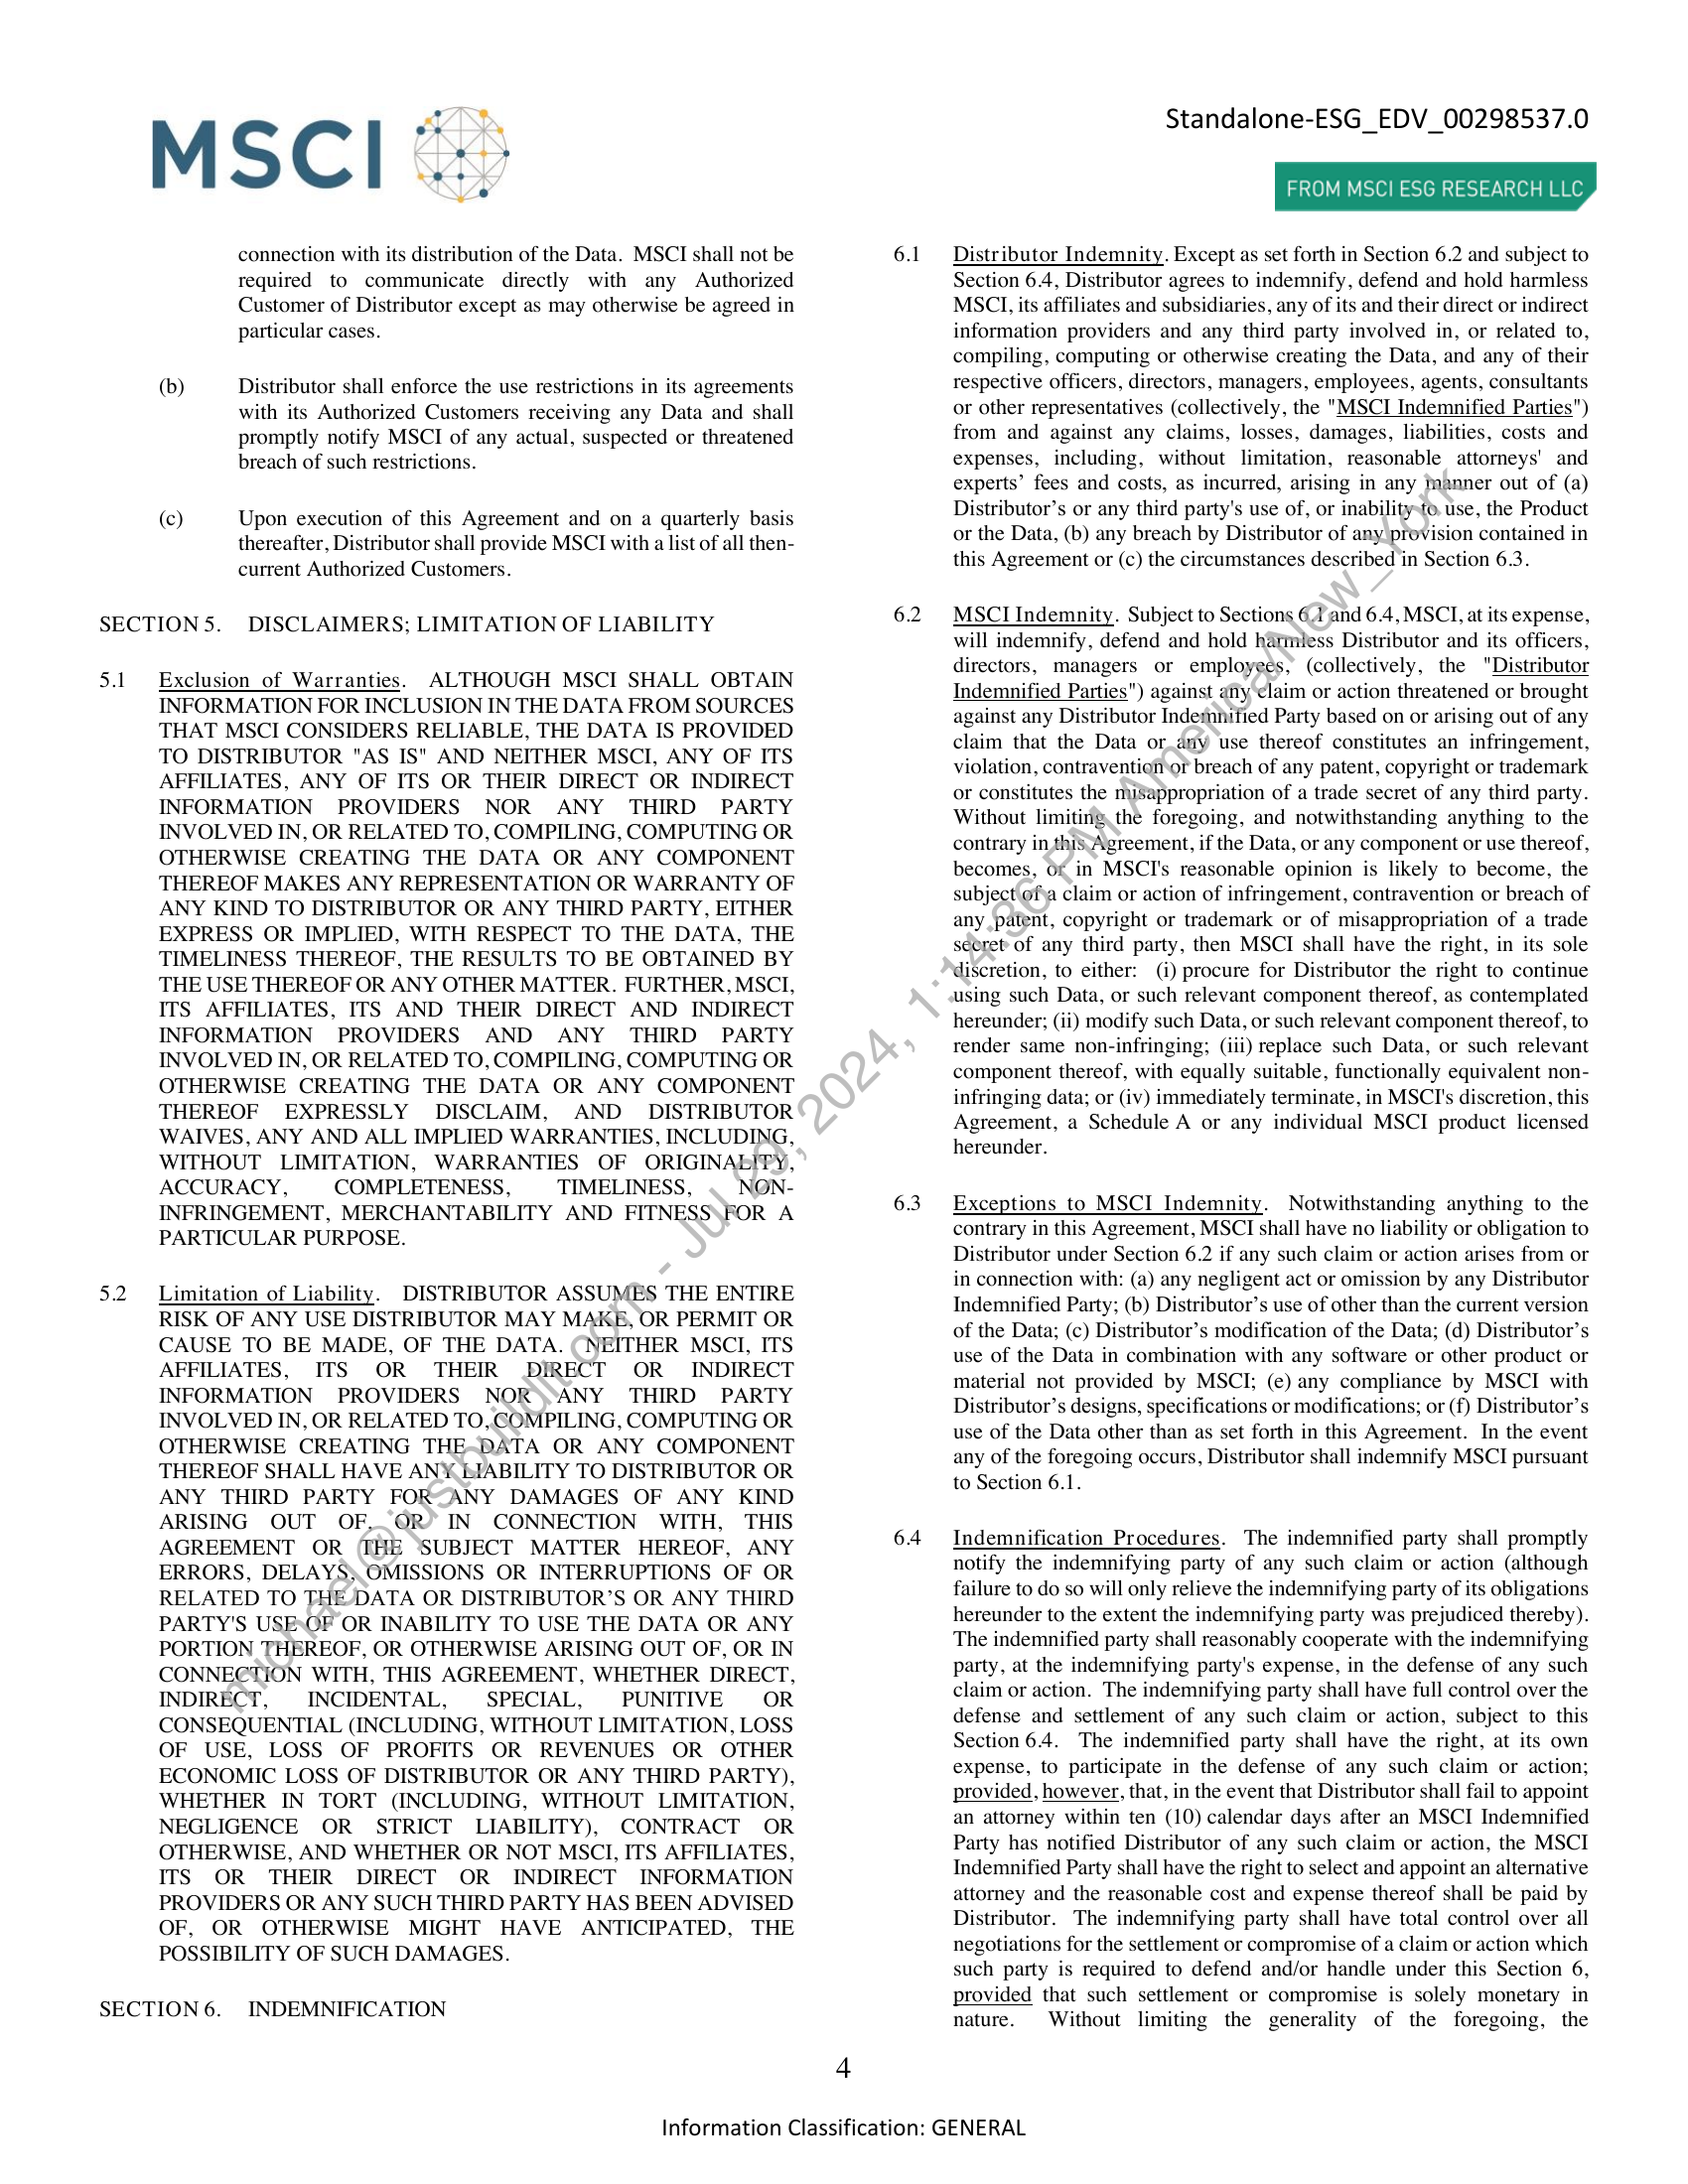 MSCI
Standalone-ESG_EDV_00298537.0
FROM MSCI ESG RESEARCH LLC
connection with its distribution of the Data.  MSCI shall not be
required to communicate directly with any Authorized
Customer of Distributor except as may otherwise be agreed in
particular cases.
(b) Distributor shall enforce the use restrictions in its agreements
with its Authorized Customers receiving any Data and shall
promptly notify MSCI of any actual, suspected or threatened
breach of such restrictions.
(c) Upon execution of this Agreement and on a quarterly basis
thereafter, Distributor shall provide MSCI with a list of all then-
current Authorized Customers.
SECTION 5. DISCLAIMERS; LIMITATION OF LIABILITY
5.1 Exclusion of Warranties.  ALTHOUGH MSCI SHALL OBTAIN
INFORMATION FOR INCLUSION IN THE DATA FROM SOURCES
THAT MSCI CONSIDERS RELIABLE, THE DATA IS PROVIDED
TO DISTRIBUTOR "AS IS" AND NEITHER MSCI, ANY OF ITS
AFFILIATES, ANY OF ITS OR THEIR DIRECT OR INDIRECT
INFORMATION PROVIDERS NOR ANY THIRD PARTY
INVOLVED IN, OR RELATED TO, COMPILING, COMPUTING OR
OTHERWISE CREATING THE DATA OR ANY COMPONENT
THEREOF MAKES ANY REPRESENTATION OR WARRANTY OF
ANY KIND TO DISTRIBUTOR OR ANY THIRD PARTY, EITHER
EXPRESS OR IMPLIED, WITH RESPECT TO THE DATA, THE
TIMELINESS THEREOF, THE RESULTS TO BE OBTAINED BY
THE USE THEREOF OR ANY OTHER MATTER.  FURTHER, MSCI,
ITS AFFILIATES, ITS AND THEIR DIRECT AND INDIRECT
INFORMATION PROVIDERS AND ANY THIRD PARTY
INVOLVED IN, OR RELATED TO, COMPILING, COMPUTING OR
OTHERWISE CREATING THE DATA OR ANY COMPONENT
THEREOF EXPRESSLY DISCLAIM, AND DISTRIBUTOR
WAIVES, ANY AND ALL IMPLIED WARRANTIES, INCLUDING,
WITHOUT LIMITATION, WARRANTIES OF ORIGINALITY,
ACCURACY, COMPLETENESS, TIMELINESS, NON-
INFRINGEMENT, MERCHANTABILITY AND FITNESS FOR A
PARTICULAR PURPOSE.
5.2 Limitation of Liability.  DISTRIBUTOR ASSUMES THE ENTIRE
RISK OF ANY USE DISTRIBUTOR MAY MAKE, OR PERMIT OR
CAUSE TO BE MADE, OF THE DATA.  NEITHER MSCI, ITS
AFFILIATES, ITS OR THEIR DIRECT OR INDIRECT
INFORMATION PROVIDERS NOR ANY THIRD PARTY
INVOLVED IN, OR RELATED TO, COMPILING, COMPUTING OR
OTHERWISE CREATING THE DATA OR ANY COMPONENT
THEREOF SHALL HAVE ANY LIABILITY TO DISTRIBUTOR OR
ANY THIRD PARTY FOR ANY DAMAGES OF ANY KIND
ARISING OUT OF, OR IN CONNECTION WITH, THIS
AGREEMENT OR THE SUBJECT MATTER HEREOF, ANY
ERRORS, DELAYS, OMISSIONS OR INTERRUPTIONS OF OR
RELATED TO THE DATA OR DISTRIBUTOR'S OR ANY THIRD
PARTY'S USE OF OR INABILITY TO USE THE DATA OR ANY
PORTION THEREOF, OR OTHERWISE ARISING OUT OF, OR IN
CONNECTION WITH, THIS AGREEMENT, WHETHER DIRECT,
INDIRECT, INCIDENTAL, SPECIAL, PUNITIVE OR
CONSEQUENTIAL (INCLUDING, WITHOUT LIMITATION, LOSS
OF USE, LOSS OF PROFITS OR REVENUES OR OTHER
ECONOMIC LOSS OF DISTRIBUTOR OR ANY THIRD PARTY),
WHETHER IN TORT (INCLUDING, WITHOUT LIMITATION,
NEGLIGENCE OR STRICT LIABILITY), CONTRACT OR
OTHERWISE, AND WHETHER OR NOT MSCI, ITS AFFILIATES,
ITS OR THEIR DIRECT OR INDIRECT INFORMATION
PROVIDERS OR ANY SUCH THIRD PARTY HAS BEEN ADVISED
OF, OR OTHERWISE MIGHT HAVE ANTICIPATED, THE
POSSIBILITY OF SUCH DAMAGES.
SECTION 6. INDEMNIFICATION
6.1 Distributor Indemnity. Except as set forth in Section 6.2 and subject to
Section 6.4, Distributor agrees to indemnify, defend and hold harmless
MSCI, its affiliates and subsidiaries, any of its and their direct or indirect
information providers and any third party involved in, or related to,
compiling, computing or otherwise creating the Data, and any of their
respective officers, directors, managers, employees, agents, consultants
or other representatives (collectively, the "MSCI Indemnified Parties")
from and against any claims, losses, damages, liabilities, costs and
expenses, including, without limitation, reasonable attorneys' and
experts' fees and costs, as incurred, arising in any manner out of (a)
Distributor's or any third party's use of, or inability to use, the Product
or the Data, (b) any breach by Distributor of any provision contained in
this Agreement or (c) the circumstances described in Section 6.3.
6.2 MSCI Indemnity.  Subject to Sections 6.1 and 6.4, MSCI, at its expense,
will indemnify, defend and hold harmless Distributor and its officers,
directors, managers or employees, (collectively, the "Distributor
Indemnified Parties") against any claim or action threatened or brought
against any Distributor Indemnified Party based on or arising out of any
claim that the Data or any use thereof constitutes an infringement,
violation, contravention or breach of any patent, copyright or trademark
or constitutes the misappropriation of a trade secret of any third party.
Without limiting the foregoing, and notwithstanding anything to the
contrary in this Agreement, if the Data, or any component or use thereof,
becomes, or in MSCI's reasonable opinion is likely to become, the
subject of a claim or action of infringement, contravention or breach of
any patent, copyright or trademark or of misappropriation of a trade
secret of any third party, then MSCI shall have the right, in its sole
discretion, to either:  (i) procure for Distributor the right to continue
using such Data, or such relevant component thereof, as contemplated
hereunder; (ii) modify such Data, or such relevant component thereof, to
render same non-infringing; (iii) replace such Data, or such relevant
component thereof, with equally suitable, functionally equivalent non-
infringing data; or (iv) immediately terminate, in MSCI's discretion, this
Agreement, a Schedule A or any individual MSCI product licensed
hereunder.
6.3 Exceptions to MSCI Indemnity.  Notwithstanding anything to the
contrary in this Agreement, MSCI shall have no liability or obligation to
Distributor under Section 6.2 if any such claim or action arises from or
in connection with: (a) any negligent act or omission by any Distributor
Indemnified Party; (b) Distributor's use of other than the current version
of the Data; (c) Distributor's modification of the Data; (d) Distributor's
use of the Data in combination with any software or other product or
material not provided by MSCI; (e) any compliance by MSCI with
Distributor's designs, specifications or modifications; or (f) Distributor's
use of the Data other than as set forth in this Agreement.  In the event
any of the foregoing occurs, Distributor shall indemnify MSCI pursuant
to Section 6.1.
6.4 Indemnification Procedures.  The indemnified party shall promptly
notify the indemnifying party of any such claim or action (although
failure to do so will only relieve the indemnifying party of its obligations
hereunder to the extent the indemnifying party was prejudiced thereby).
The indemnified party shall reasonably cooperate with the indemnifying
party, at the indemnifying party's expense, in the defense of any such
claim or action.  The indemnifying party shall have full control over the
defense and settlement of any such claim or action, subject to this
Section 6.4.  The indemnified party shall have the right, at its own
expense, to participate in the defense of any such claim or action;
provided, however, that, in the event that Distributor shall fail to appoint
an attorney within ten (10) calendar days after an MSCI Indemnified
Party has notified Distributor of any such claim or action, the MSCI
Indemnified Party shall have the right to select and appoint an alternative
attorney and the reasonable cost and expense thereof shall be paid by
Distributor.  The indemnifying party shall have total control over all
negotiations for the settlement or compromise of a claim or action which
such party is required to defend and/or handle under this Section 6,
provided that such settlement or compromise is solely monetary in
nature.  Without limiting the generality of the foregoing, the
michael@justbuildit.com - Jul 29, 2024, 1:14:36 PM America/New_York
4
Information Classification: GENERAL